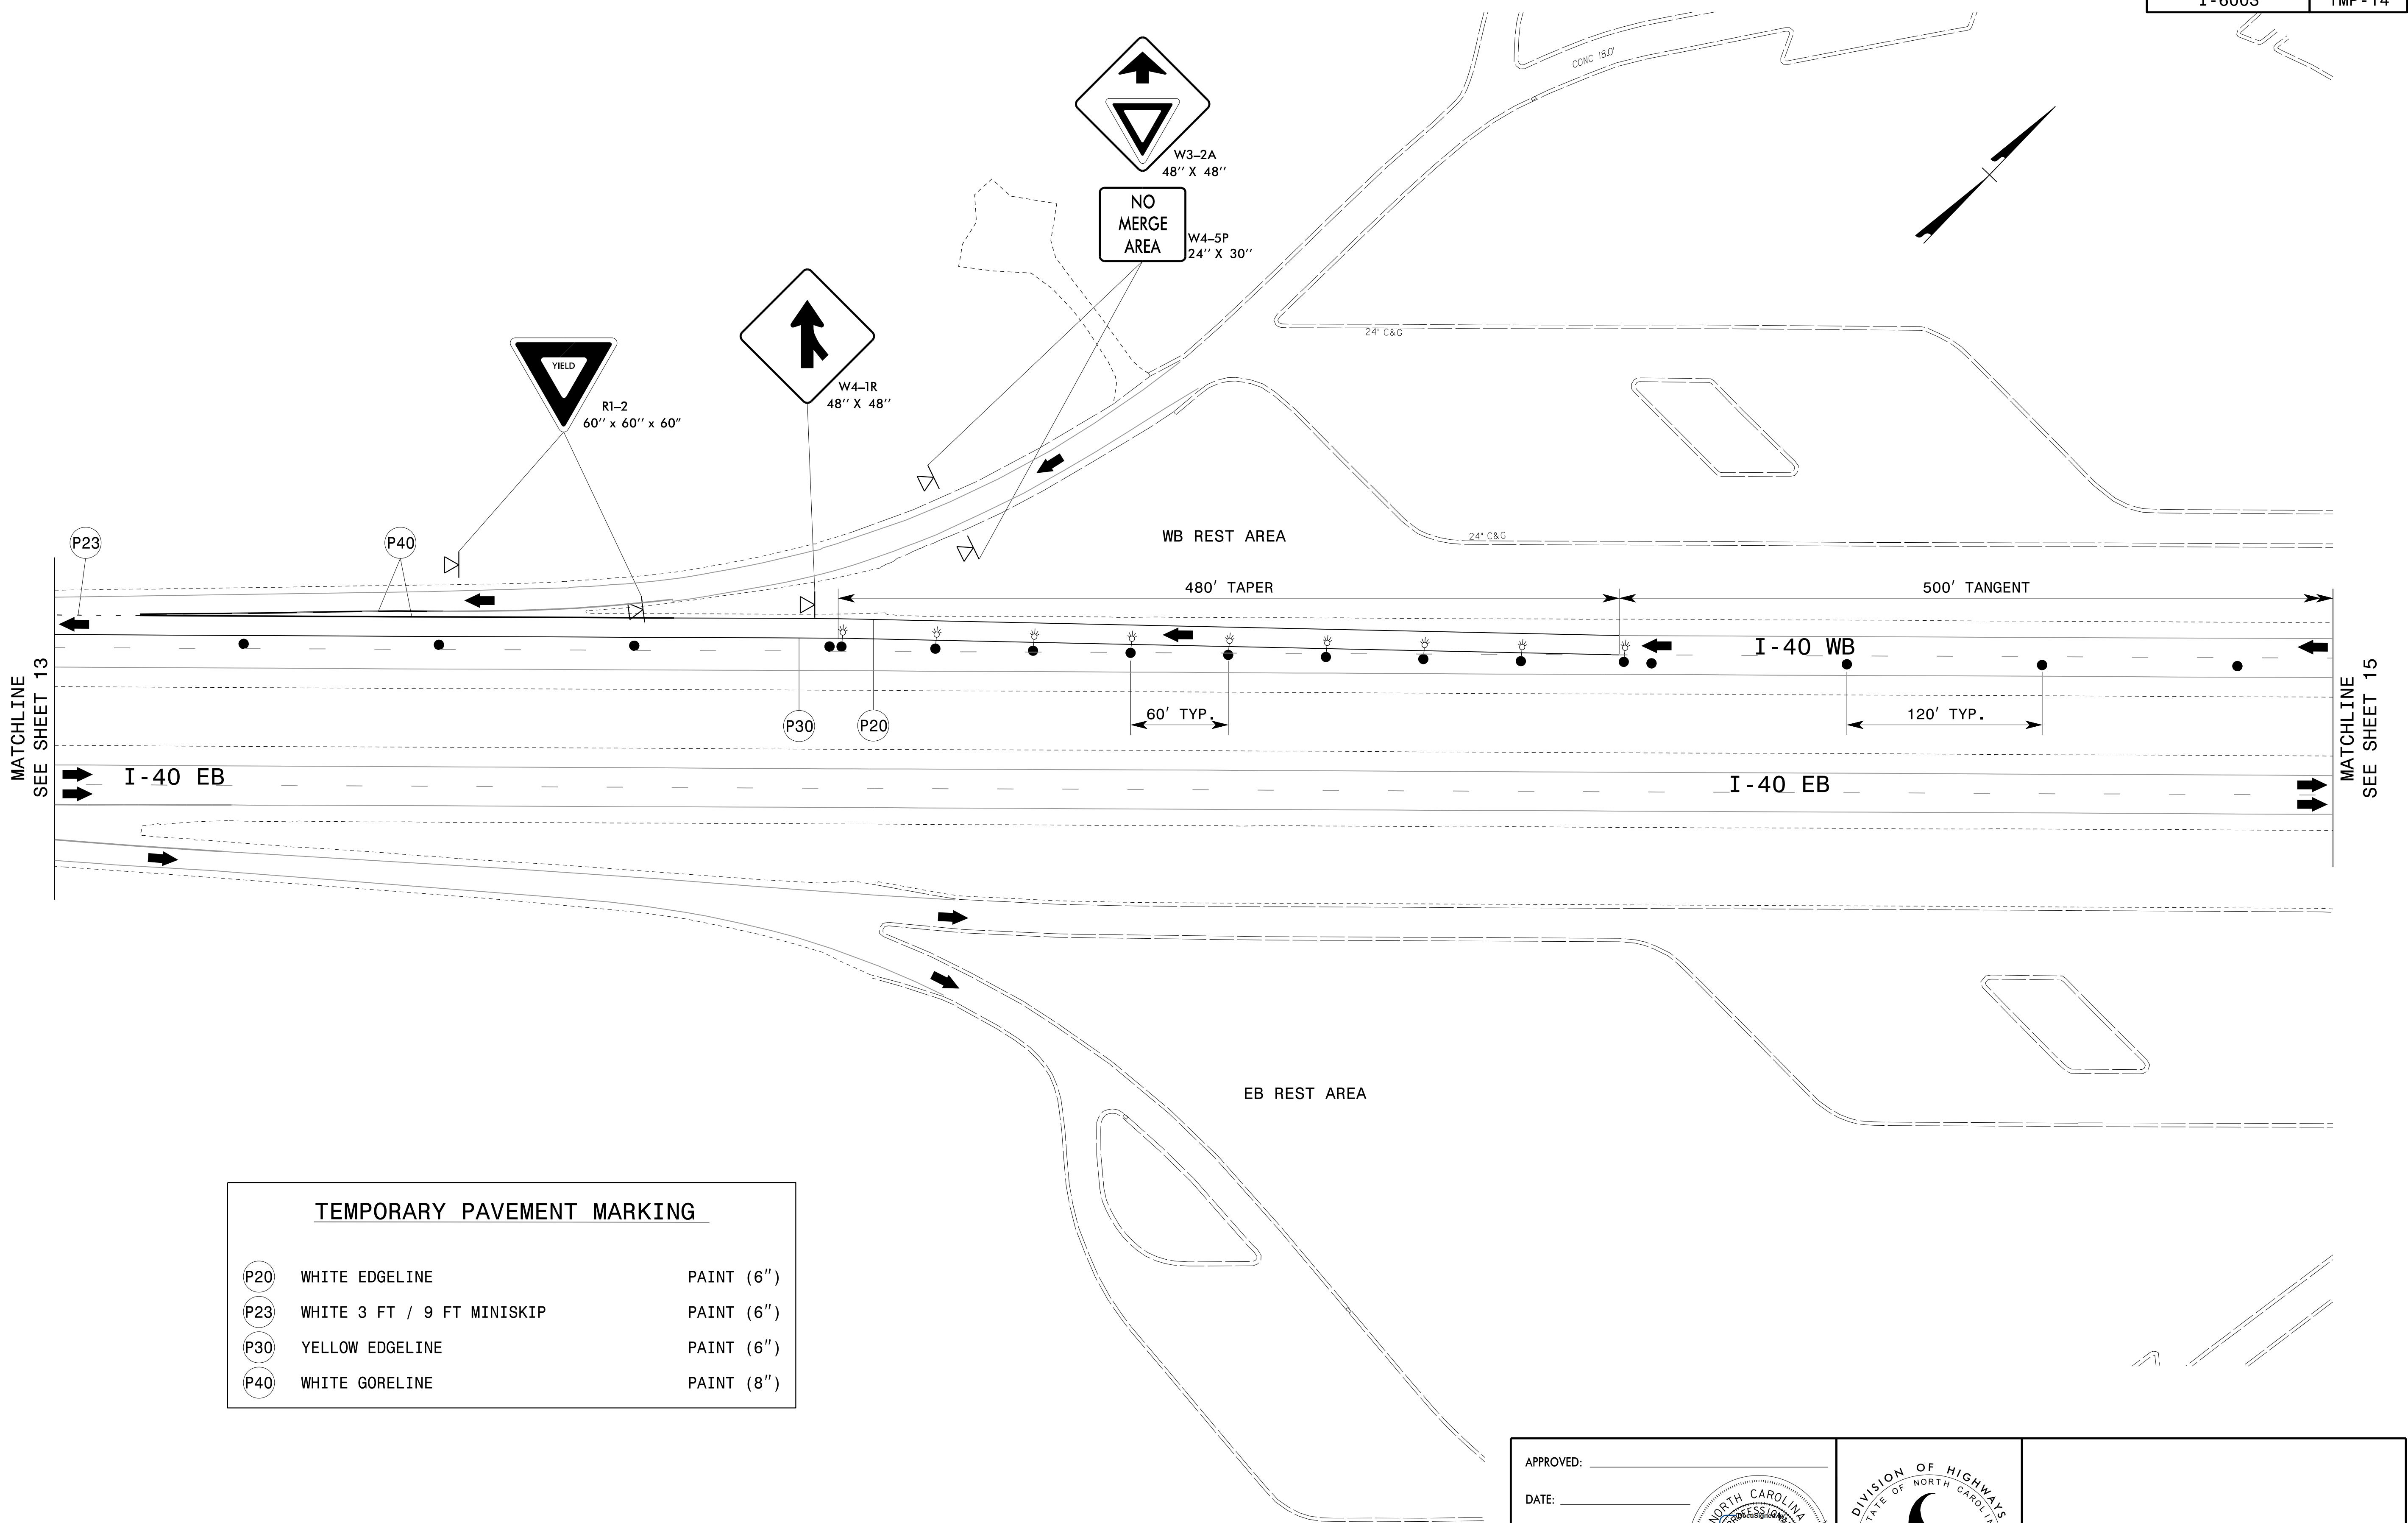 I-6003 TMP-14
CONC 18.0'
W3-2A
48'' X 48''
NO
MERGE
AREA
W4-5P
24'' X 30''
W4-1R
48'' X 48''
YIELD
R1-2
60'' x 60'' x 60"
24" C&G
24" C&G
WB REST AREA
P23
P40
480' TAPER
500' TANGENT
I-40 WB
MATCHLINE
SEE SHEET 13
MATCHLINE
SEE SHEET 15
P30
P20
60' TYP.
120' TYP.
I-40 EB
I-40 EB
EB REST AREA
TEMPORARY PAVEMENT MARKING
P20 WHITE EDGELINE PAINT (6")
P23 WHITE 3 FT / 9 FT MINISKIP PAINT (6")
P30 YELLOW EDGELINE PAINT (6")
P40 WHITE GORELINE PAINT (8")
APPROVED:
DATE:
NORTH CAROLINA
DIVISION OF HIGHWAYS